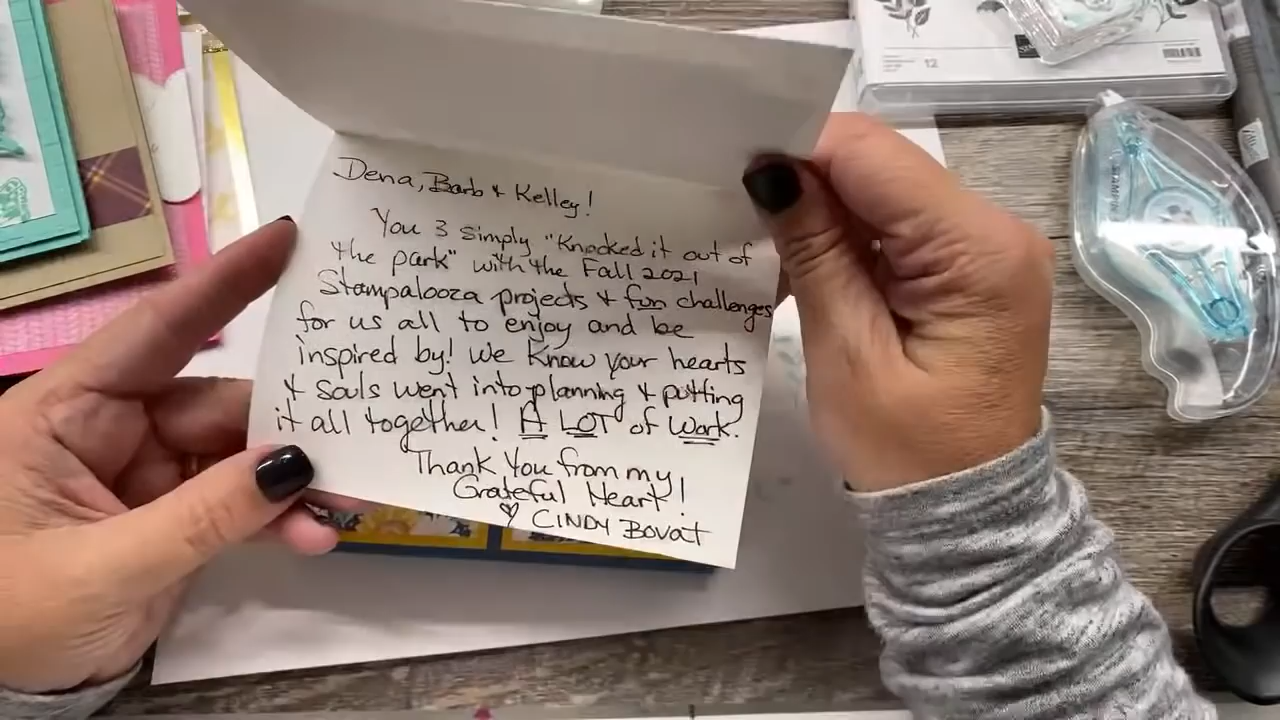 Dena, Barb & Kelley!
You 3 simply "Knocked it out of
the park" with the Fall 2021
Stampalooza projects & fun challenges
for us all to enjoy and be
inspired by! We Know your hearts
& souls went into planning & putting
it all together! A LOT of Work.
Thank You from my
Grateful Heart!
♡ CINDY BOVAT
12